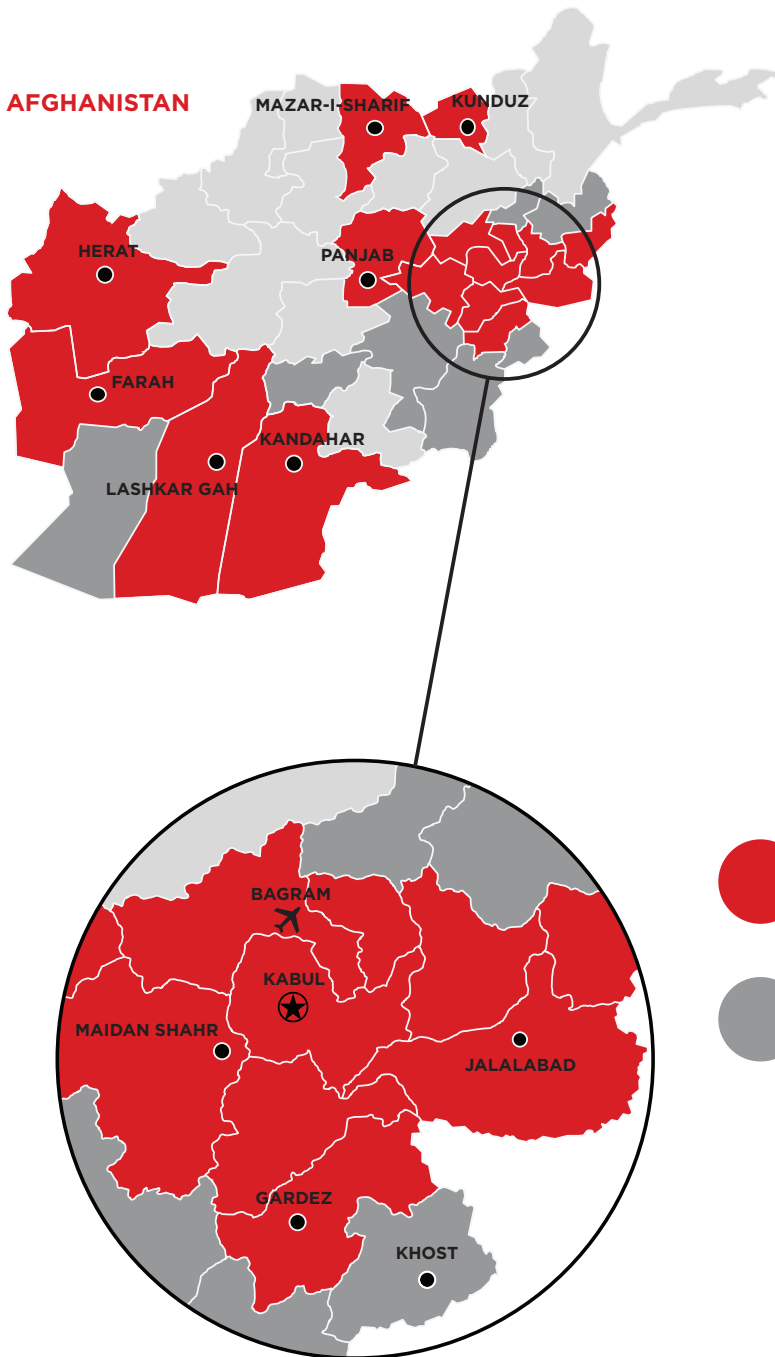 AFGHANISTAN
MAZAR-I-SHARIF
KUNDUZ
HERAT
PANJAB
FARAH
KANDAHAR
LASHKAR GAH
BAGRAM
KABUL
MAIDAN SHAHR
JALALABAD
GARDEZ
KHOST